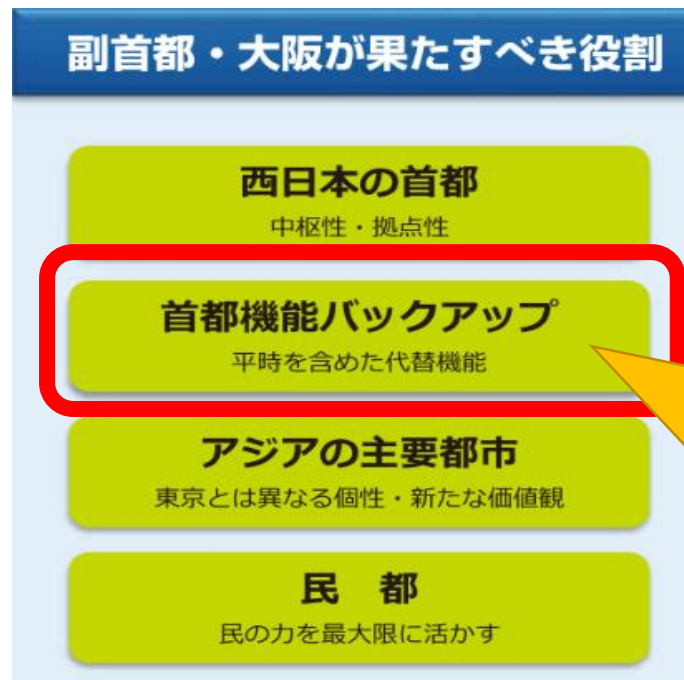 副首都・大阪が果たすべき役割
西日本の首都
中枢性・拠点性
首都機能バックアップ
平時を含めた代替機能
アジアの主要都市
東京とは異なる個性・新たな価値観
民　都
民の力を最大限に活かす